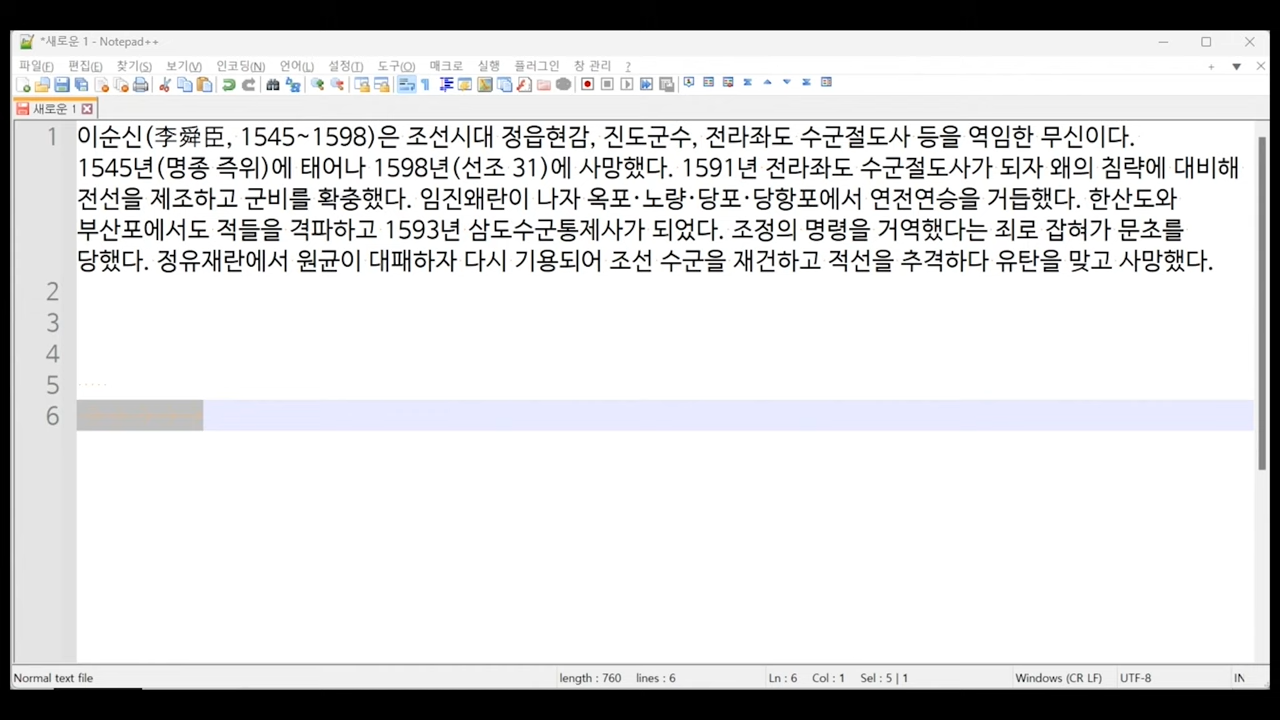 *새로운 1 - Notepad++
파일(F) 편집(E) 찾기(S) 보기(V) 인코딩(N) 언어(L) 설정(T) 도구(O) 매크로 실행 플러그인 창 관리 ?
새로운 1
1 이순신(李舜臣, 1545~1598)은 조선시대 정읍현감, 진도군수, 전라좌도 수군절도사 등을 역임한 무신이다.
1545년(명종 즉위)에 태어나 1598년(선조 31)에 사망했다. 1591년 전라좌도 수군절도사가 되자 왜의 침략에 대비해
전선을 제조하고 군비를 확충했다. 임진왜란이 나자 옥포·노량·당포·당항포에서 연전연승을 거듭했다. 한산도와
부산포에서도 적들을 격파하고 1593년 삼도수군통제사가 되었다. 조정의 명령을 거역했다는 죄로 잡혀가 문초를
당했다. 정유재란에서 원균이 대패하자 다시 기용되어 조선 수군을 재건하고 적선을 추격하다 유탄을 맞고 사망했다.
2
3
4
5
6
Normal text file length : 760 lines : 6 Ln : 6 Col : 1 Sel : 5 | 1 Windows (CR LF) UTF-8 IN